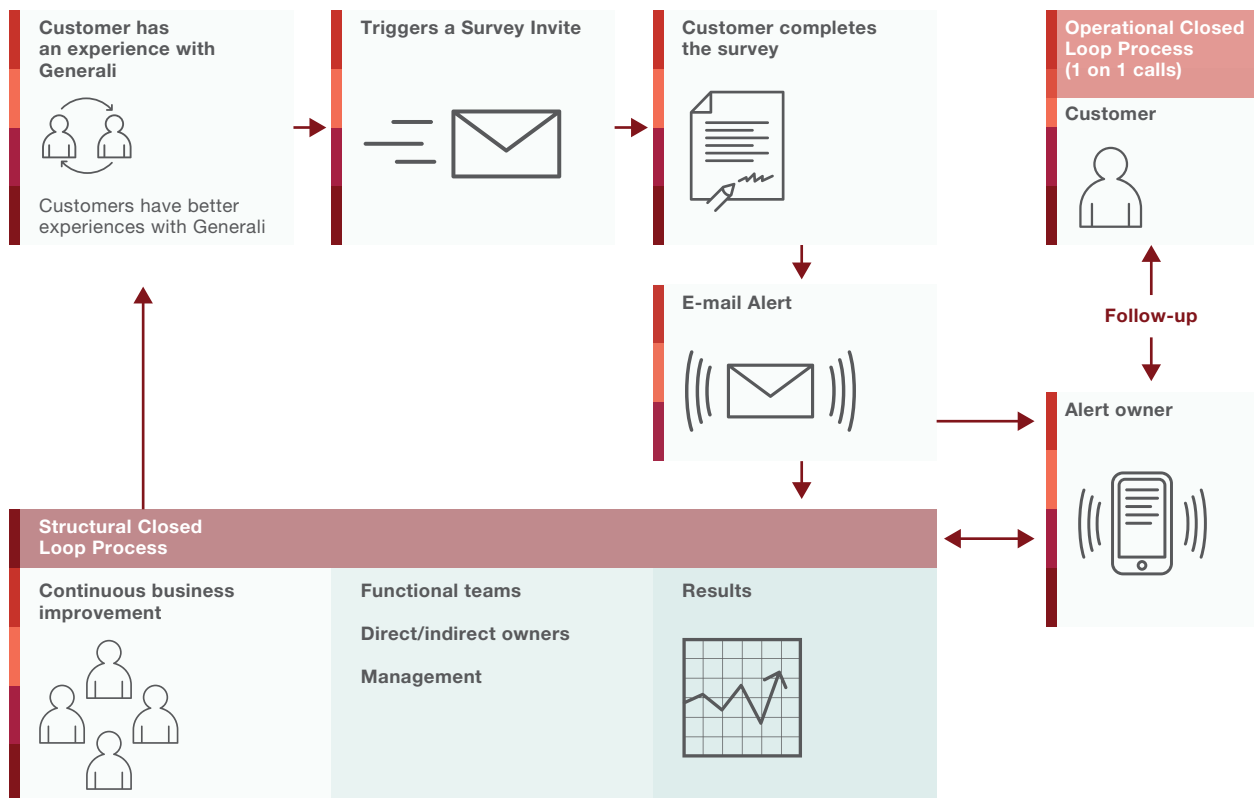 Customer has
an experience with
Generali
Customers have better
experiences with Generali
Triggers a Survey Invite
Customer completes
the survey
Operational Closed
Loop Process
(1 on 1 calls)
Customer
E-mail Alert
Follow-up
Alert owner
Structural Closed
Loop Process
Continuous business
improvement
Functional teams
Direct/indirect owners
Management
Results